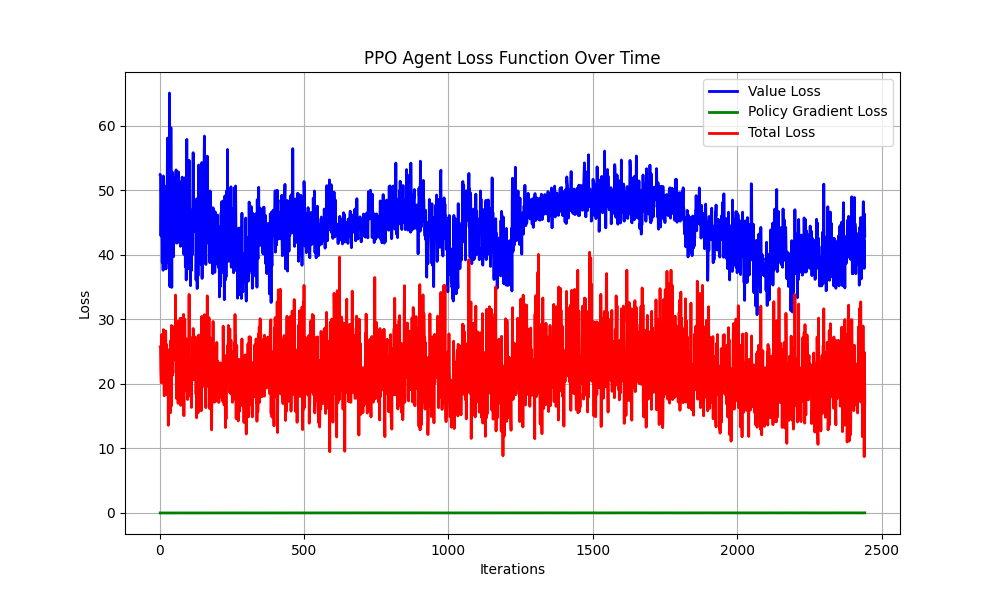 PPO Agent Loss Function Over Time
Value Loss
Policy Gradient Loss
Total Loss
60
50
40
30
20
10
0
Loss
0 500 1000 1500 2000 2500
Iterations